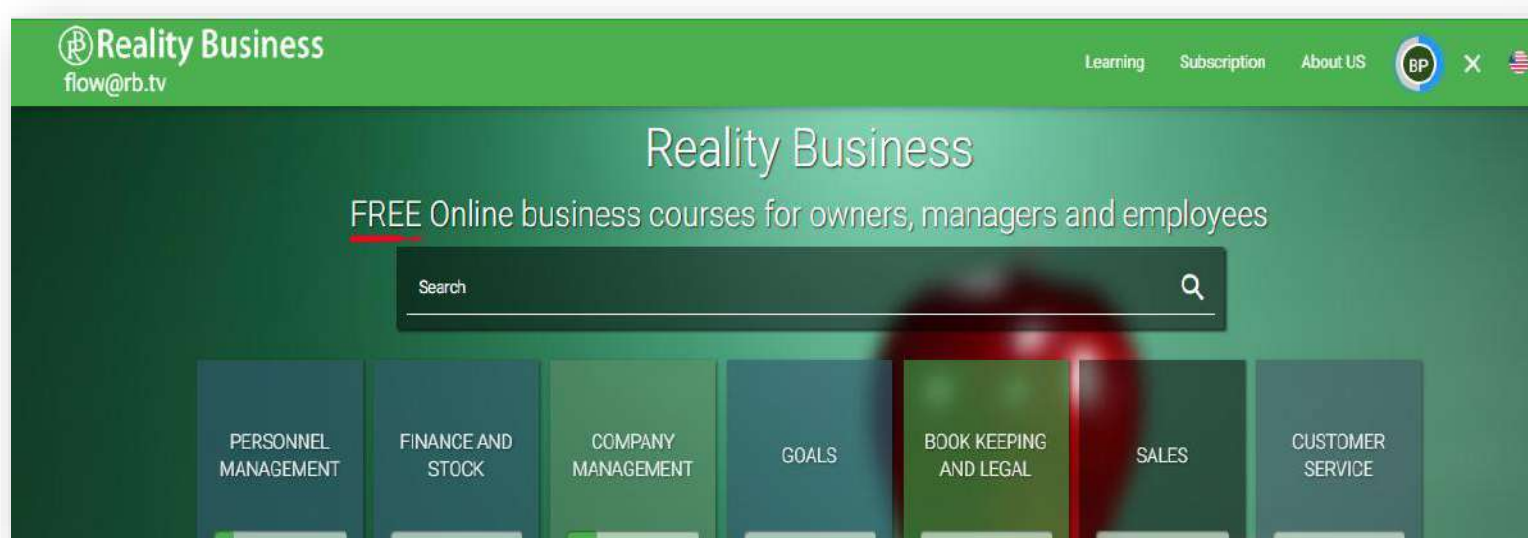 Reality Business
flow@rb.tv
Learning Subscription About US BP
Reality Business
FREE Online business courses for owners, managers and employees
Search
PERSONNEL MANAGEMENT
FINANCE AND STOCK
COMPANY MANAGEMENT
GOALS
BOOK KEEPING AND LEGAL
SALES
CUSTOMER SERVICE